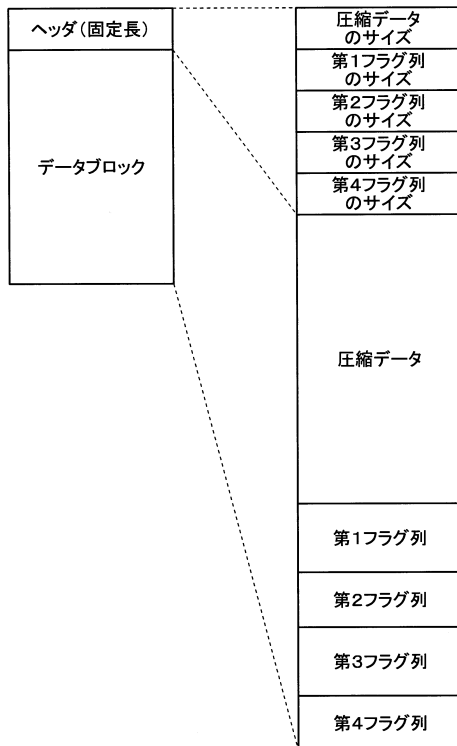 ヘッダ(固定長)
データブロック
圧縮データ
のサイズ
第1フラグ列
のサイズ
第2フラグ列
のサイズ
第3フラグ列
のサイズ
第4フラグ列
のサイズ
圧縮データ
第1フラグ列
第2フラグ列
第3フラグ列
第4フラグ列